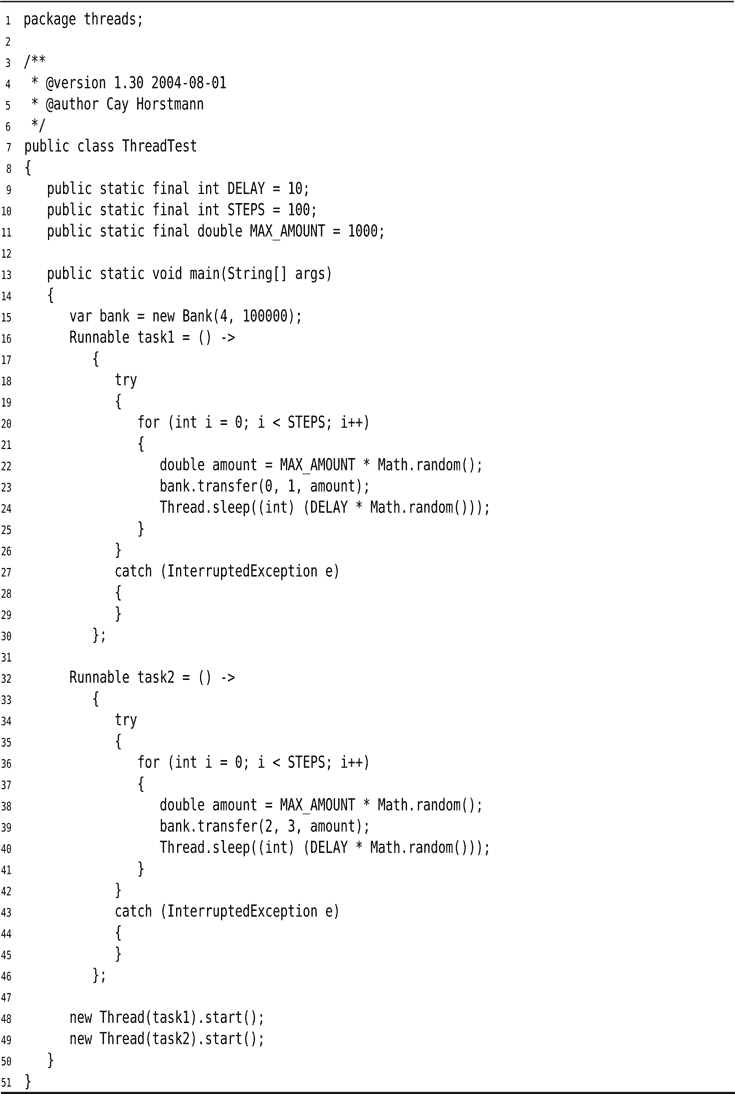 1 package threads;
2
3 /**
4  * @version 1.30 2004-08-01
5  * @author Cay Horstmann
6  */
7 public class ThreadTest
8 {
9    public static final int DELAY = 10;
10    public static final int STEPS = 100;
11    public static final double MAX_AMOUNT = 1000;
12
13    public static void main(String[] args)
14    {
15       var bank = new Bank(4, 100000);
16       Runnable task1 = () ->
17          {
18             try
19             {
20                for (int i = 0; i < STEPS; i++)
21                {
22                   double amount = MAX_AMOUNT * Math.random();
23                   bank.transfer(0, 1, amount);
24                   Thread.sleep((int) (DELAY * Math.random()));
25                }
26             }
27             catch (InterruptedException e)
28             {
29             }
30          };
31
32       Runnable task2 = () ->
33          {
34             try
35             {
36                for (int i = 0; i < STEPS; i++)
37                {
38                   double amount = MAX_AMOUNT * Math.random();
39                   bank.transfer(2, 3, amount);
40                   Thread.sleep((int) (DELAY * Math.random()));
41                }
42             }
43             catch (InterruptedException e)
44             {
45             }
46          };
47
48       new Thread(task1).start();
49       new Thread(task2).start();
50    }
51 }